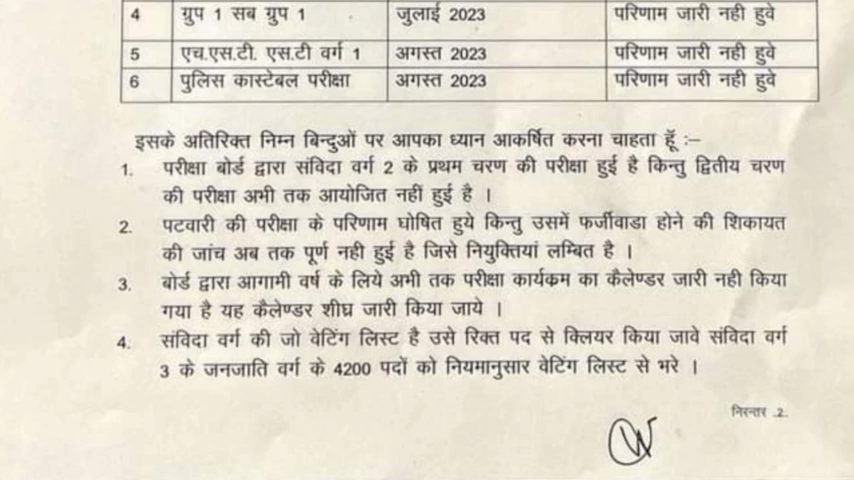 4 ग्रुप 1 सब ग्रुप 1 जुलाई 2023 परिणाम जारी नही हुवे
5 एच.एस.टी. एस.टी वर्ग 1 अगस्त 2023 परिणाम जारी नही हुवे
6 पुलिस कास्टेबल परीक्षा अगस्त 2023 परिणाम जारी नही हुवे
इसके अतिरिक्त निम्न बिन्दुओं पर आपका ध्यान आकर्षित करना चाहता हूँ :–
1. परीक्षा बोर्ड द्वारा संविदा वर्ग 2 के प्रथम चरण की परीक्षा हुई है किन्तु द्वितीय चरण
की परीक्षा अभी तक आयोजित नहीं हुई है ।
2. पटवारी की परीक्षा के परिणाम घोषित हुये किन्तु उसमें फर्जीवाडा होने की शिकायत
की जांच अब तक पूर्ण नही हुई है जिसे नियुक्तियां लम्बित है ।
3. बोर्ड द्वारा आगामी वर्ष के लिये अभी तक परीक्षा कार्यक्रम का कैलेण्डर जारी नही किया
गया है यह कैलेण्डर शीघ्र जारी किया जाये ।
4. संविदा वर्ग की जो वेटिंग लिस्ट है उसे रिक्त पद से क्लियर किया जावे संविदा वर्ग
3 के जनजाति वर्ग के 4200 पदों को नियमानुसार वेटिंग लिस्ट से भरे ।
निरन्तर .2.